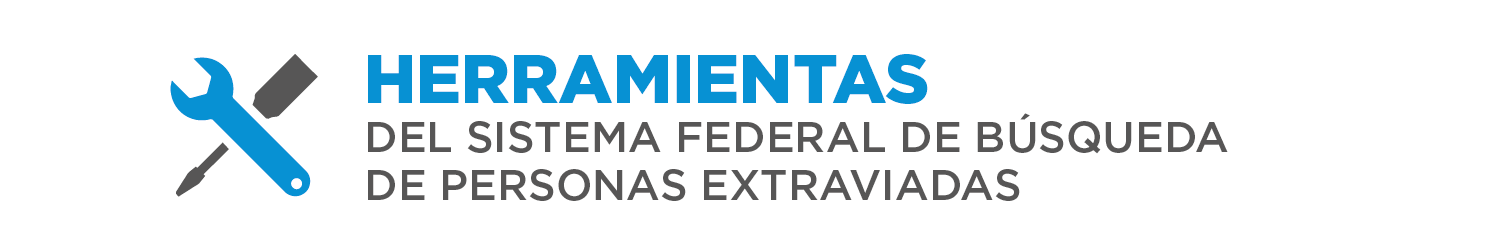 HERRAMIENTAS
DEL SISTEMA FEDERAL DE BÚSQUEDA
DE PERSONAS EXTRAVIADAS